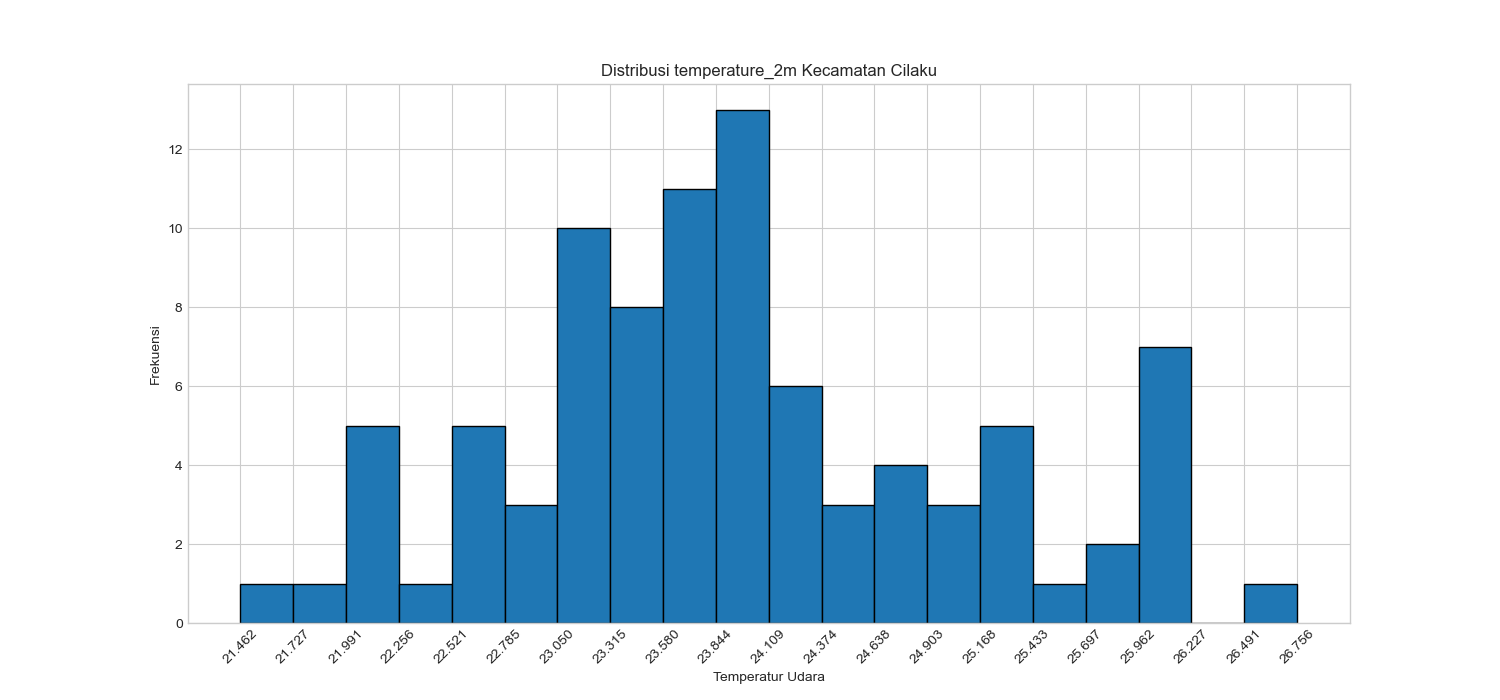 Distribusi temperature_2m Kecamatan Cilaku
Frekuensi
12
10
8
6
4
2
0
21.462 21.727 21.991 22.256 22.521 22.785 23.050 23.315 23.580 23.844 24.109 24.374 24.638 24.903 25.168 25.433 25.697 25.962 26.227 26.491 26.756
Temperatur Udara